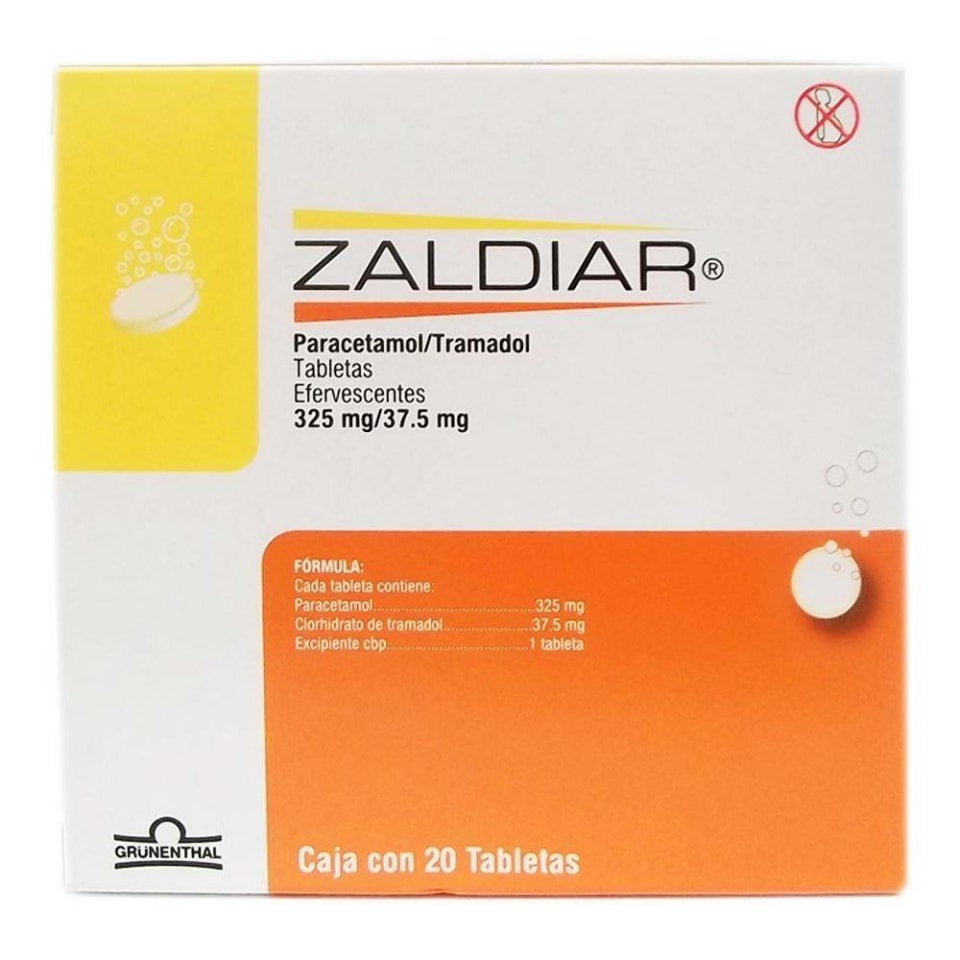 ZALDIAR®
Paracetamol/Tramadol
Tabletas
Efervescentes
325 mg/37.5 mg
FÓRMULA:
Cada tableta contiene:
Paracetamol..................................325 mg
Clorhidrato de tramadol..................37.5 mg
Excipiente cbp.............................1 tableta
GRÜNENTHAL
Caja con 20 Tabletas